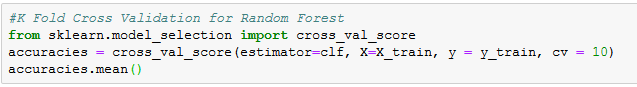 #K Fold Cross Validation for Random Forest
from sklearn.model_selection import cross_val_score
accuracies = cross_val_score(estimator=clf, X=X_train, y = y_train, cv = 10)
accuracies.mean()